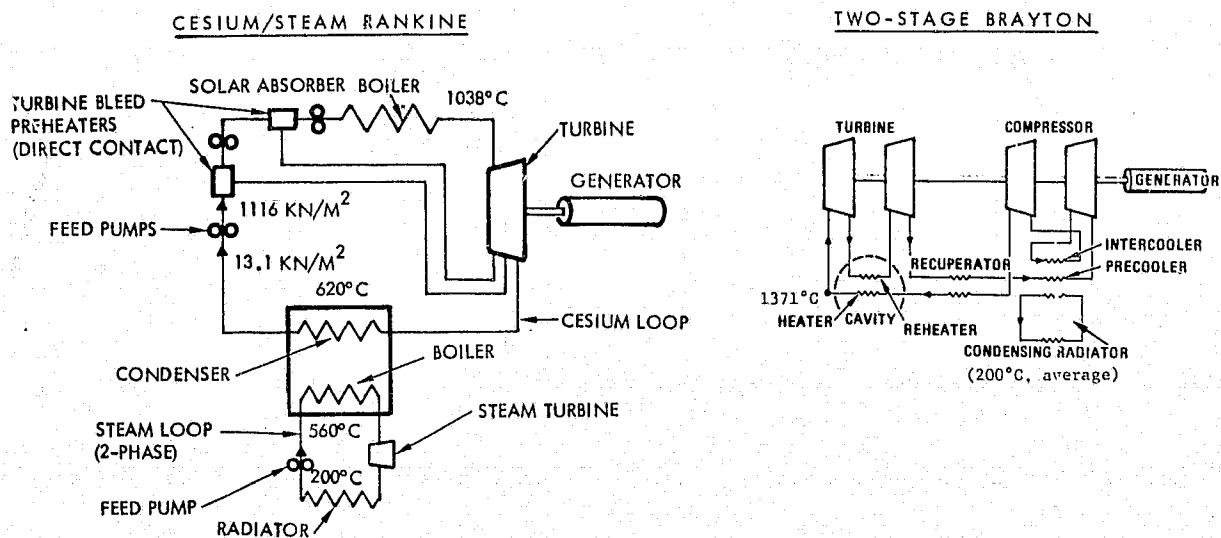 CESIUM/STEAM RANKINE
SOLAR ABSORBER BOILER
1038°C
TURBINE BLEED
PREHEATERS
(DIRECT CONTACT)
TURBINE
GENERATOR
1116 KN/M²
FEED PUMPS
13.1 KN/M²
620°C
CESIUM LOOP
BOILER
CONDENSER
STEAM TURBINE
STEAM LOOP
(2-PHASE)
560°C
200°C
FEED PUMP
RADIATOR
TWO-STAGE BRAYTON
TURBINE
COMPRESSOR
GENERATOR
INTERCOOLER
RECUPERATOR
PRECOOLER
1371°C
HEATER
CAVITY
REHEATER
CONDENSING RADIATOR
(200°C, average)